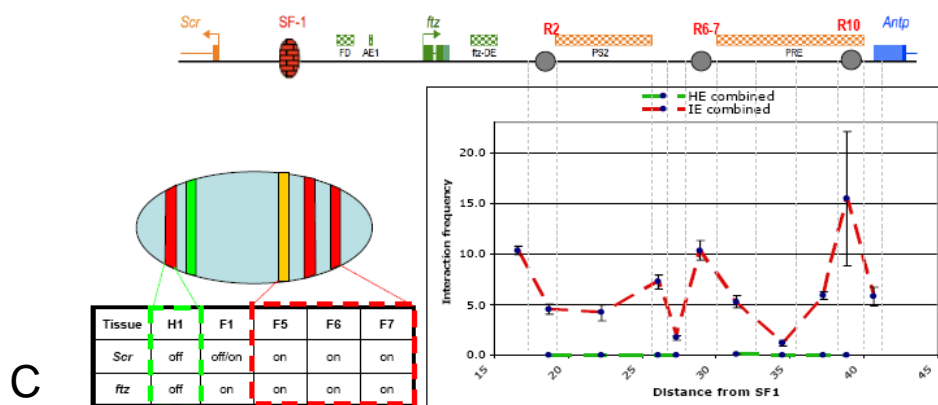 Scr SF-1 ftz R2 R6-7 R10 Antp
FD AE1 ftz-DE PS2 PRE
HE combined
IE combined
Interaction frequency
20.0
15.0
10.0
5.0
0.0
15 20 25 30 35 40 45
Distance from SF1
Tissue H1 F1 F5 F6 F7
Scr off off/on on on on
ftz off on on on on
C